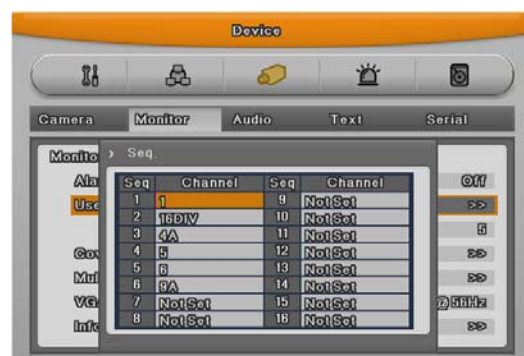 Device
Camera Monitor Audio Text Serial
Monito
› Seq.
Ala
Off
Use
>>
5
Cov
>>
Mul
>>
VGA
@ 56Hz
Info
>>
Seq Channel Seq Channel
1 1 9 Not Set
2 16DIV 10 Not Set
3 4A 11 Not Set
4 5 12 Not Set
5 6 13 Not Set
6 9A 14 Not Set
7 Not Set 15 Not Set
8 Not Set 16 Not Set